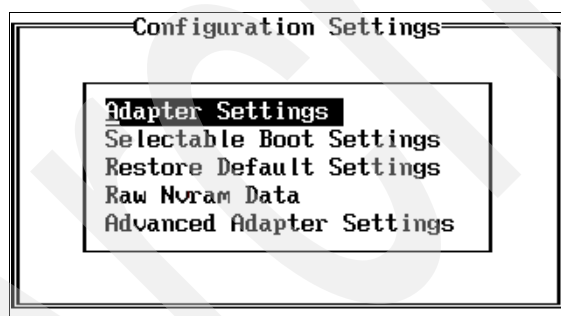 Configuration Settings
Adapter Settings
Selectable Boot Settings
Restore Default Settings
Raw Nvram Data
Advanced Adapter Settings